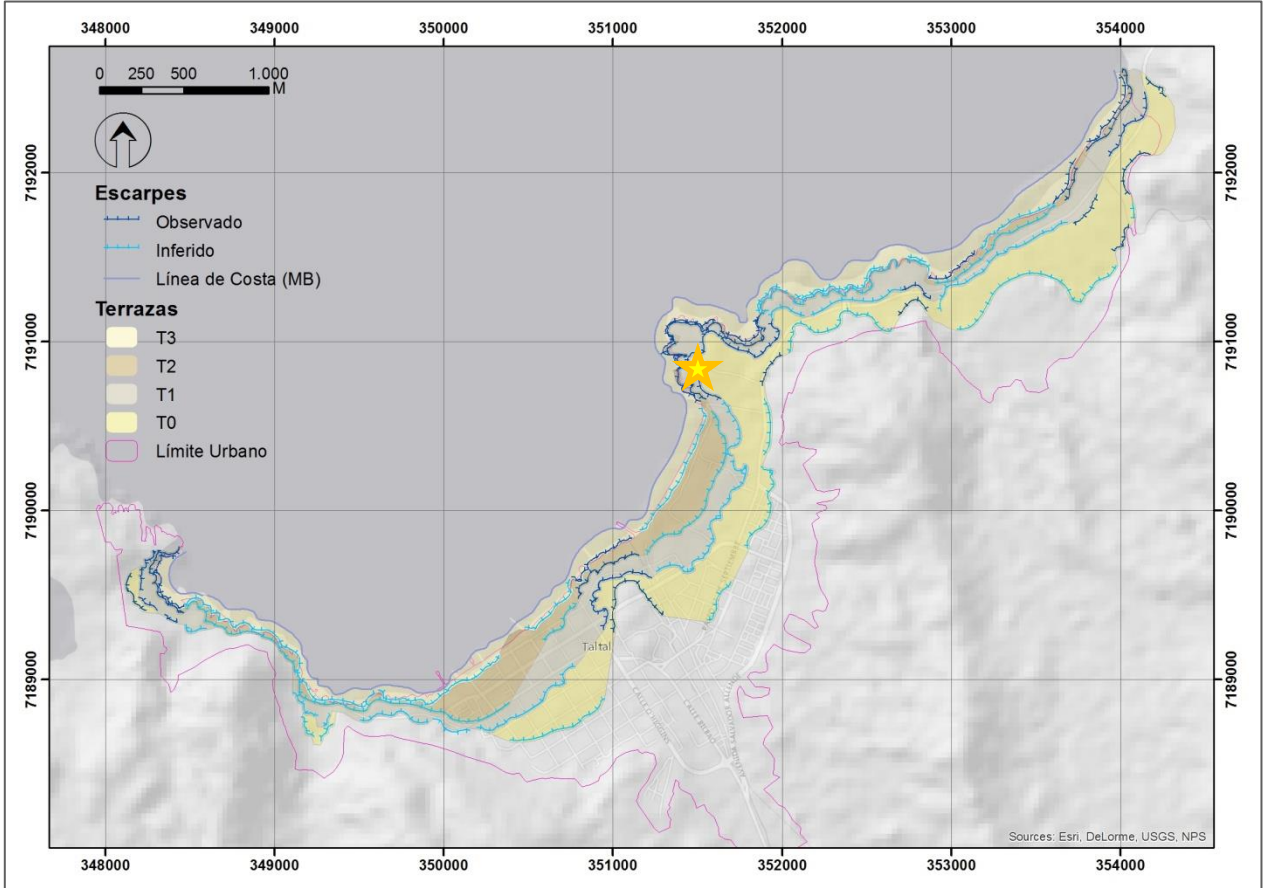 348000 349000 350000 351000 352000 353000 354000
0 250 500 1.000
M
7192000 7192000
Escarpes
Observado
Inferido
Línea de Costa (MB)
Terrazas
T3
7191000 7191000
T2
T1
T0
Límite Urbano
7190000 7190000
Taltal
7189000 7189000
Sources: Esri, DeLorme, USGS, NPS
348000 349000 350000 351000 352000 353000 354000